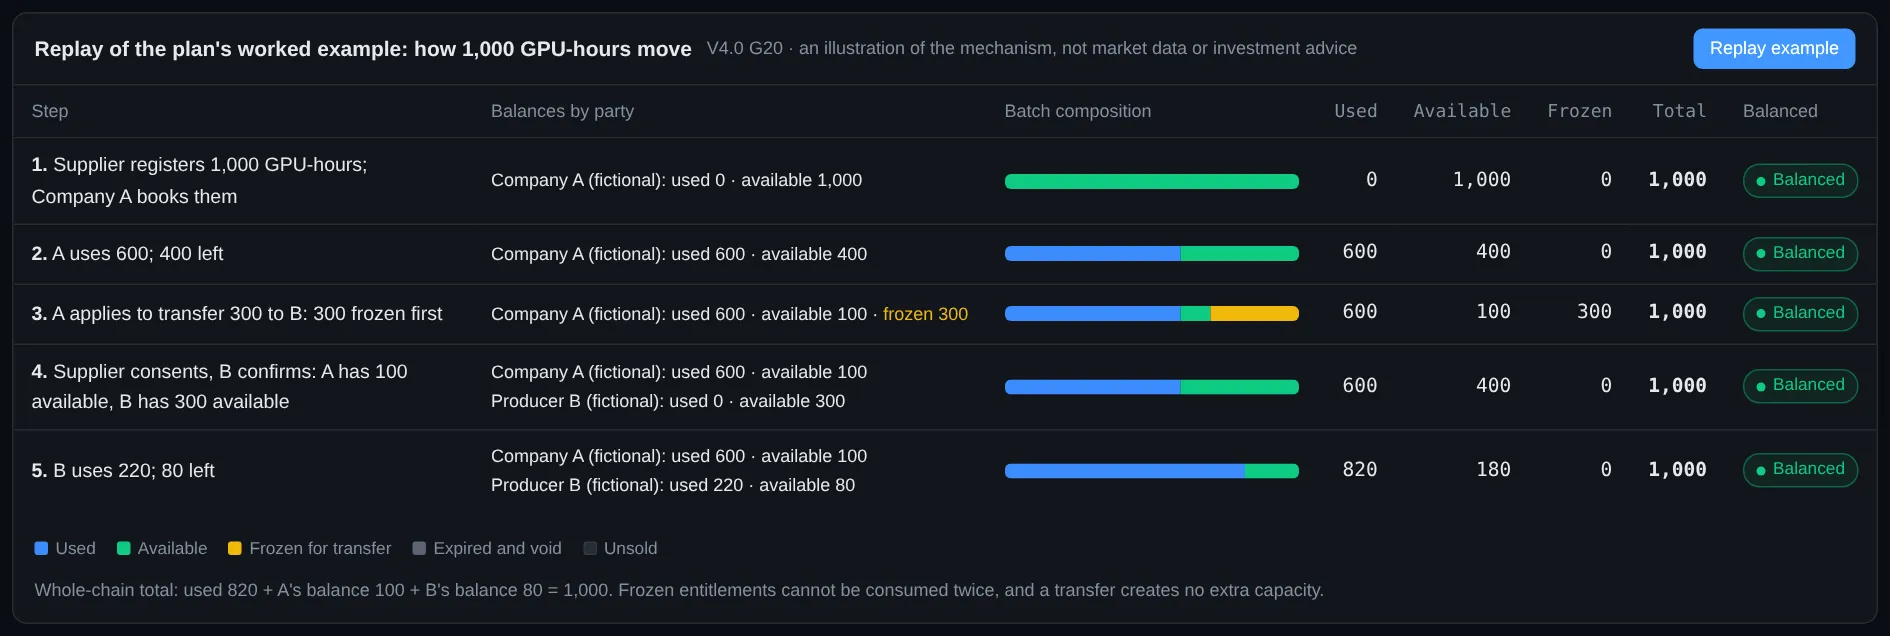 Replay of the plan's worked example: how 1,000 GPU-hours move V4.0 G20 · an illustration of the mechanism, not market data or investment advice Replay example
Step Balances by party Batch composition Used Available Frozen Total Balanced
1. Supplier registers 1,000 GPU-hours;
Company A books them
Company A (fictional): used 0 · available 1,000 0 1,000 0 1,000 Balanced
2. A uses 600; 400 left Company A (fictional): used 600 · available 400 600 400 0 1,000 Balanced
3. A applies to transfer 300 to B: 300 frozen first Company A (fictional): used 600 · available 100 · frozen 300 600 100 300 1,000 Balanced
4. Supplier consents, B confirms: A has 100
available, B has 300 available
Company A (fictional): used 600 · available 100
Producer B (fictional): used 0 · available 300
600 400 0 1,000 Balanced
5. B uses 220; 80 left
Company A (fictional): used 600 · available 100
Producer B (fictional): used 220 · available 80
820 180 0 1,000 Balanced
Used Available Frozen for transfer Expired and void Unsold
Whole-chain total: used 820 + A's balance 100 + B's balance 80 = 1,000. Frozen entitlements cannot be consumed twice, and a transfer creates no extra capacity.